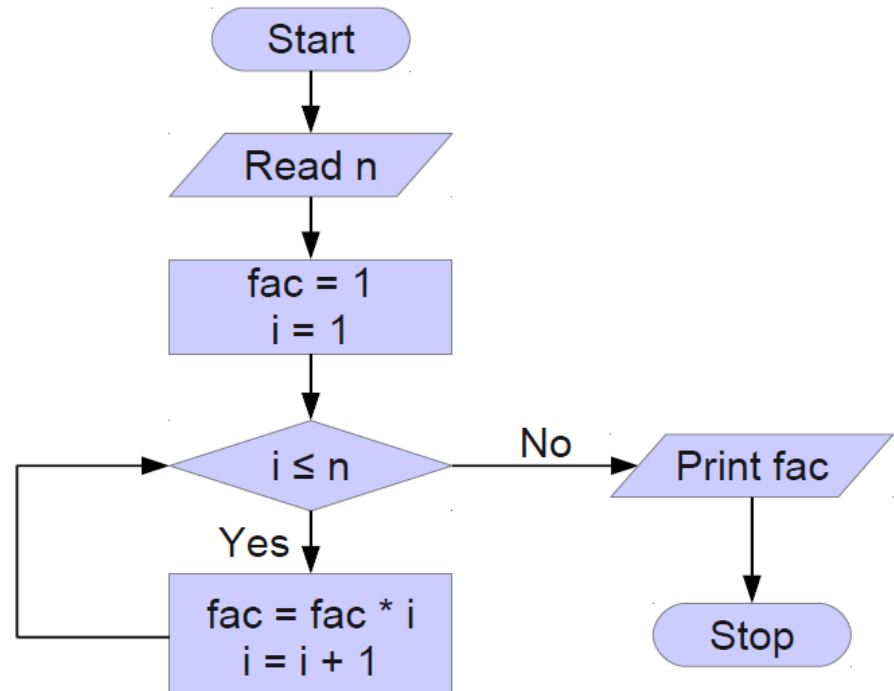 Start
Read n
fac = 1
i = 1
i ≤ n
No
Print fac
Yes
fac = fac * i
i = i + 1
Stop